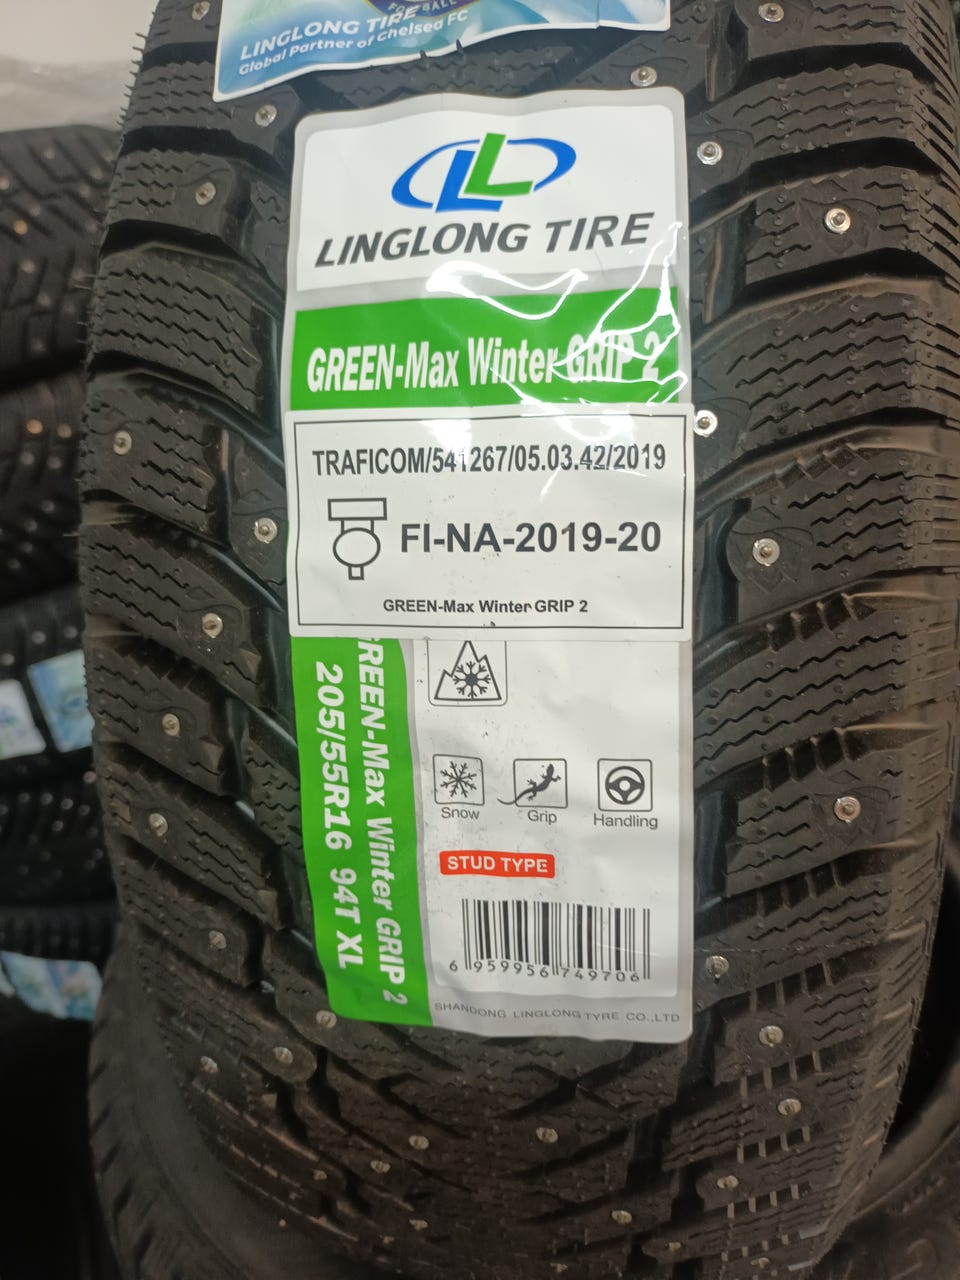 FOOTBALL
LINGLONG TIRE
Global Partner of Chelsea FC
LINGLONG TIRE
GREEN-Max Winter GRIP 2
TRAFICOM/541267/05.03.42/2019
FI-NA-2019-20
GREEN-Max Winter GRIP 2
GREEN-Max Winter GRIP 2
205/55R16 94T XL
Snow
Grip
Handling
STUD TYPE
6 959956 749706
SHANDONG LINGLONG TYRE CO.,LTD